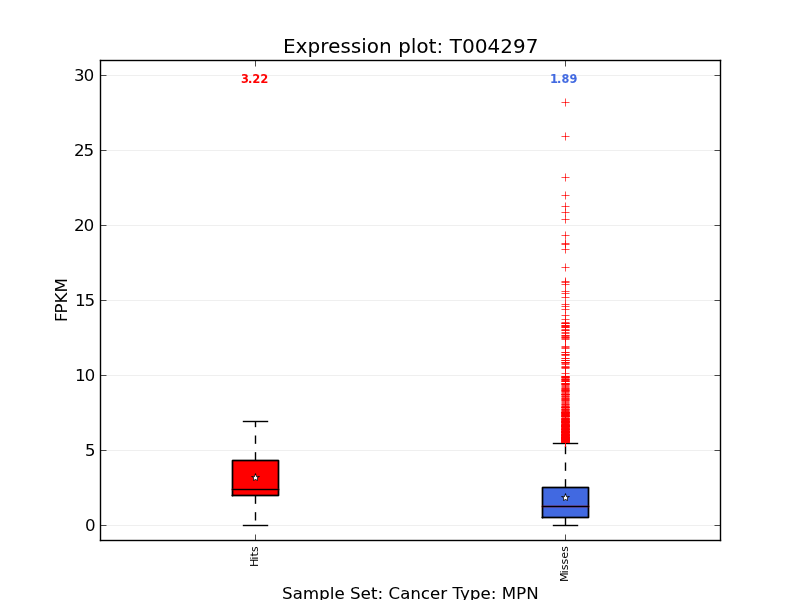 Expression plot: T004297
3.22
1.89
30
25
20
15
10
5
0
FPKM
Hits
Misses
Sample Set: Cancer Type: MPN